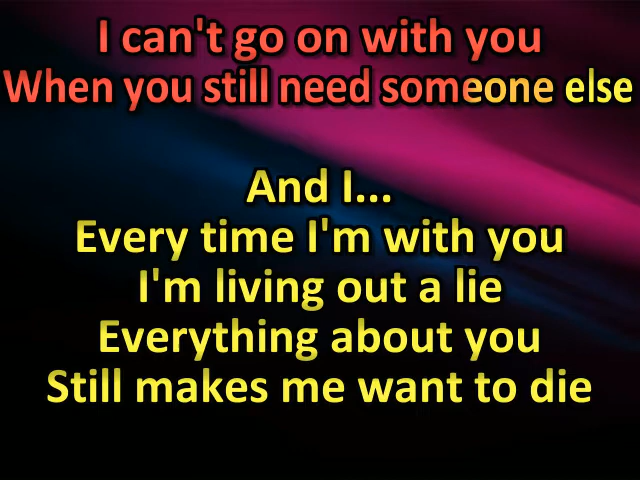 I can't go on with you
When you still need someone else
And I...
Every time I'm with you
I'm living out a lie
Everything about you
Still makes me want to die